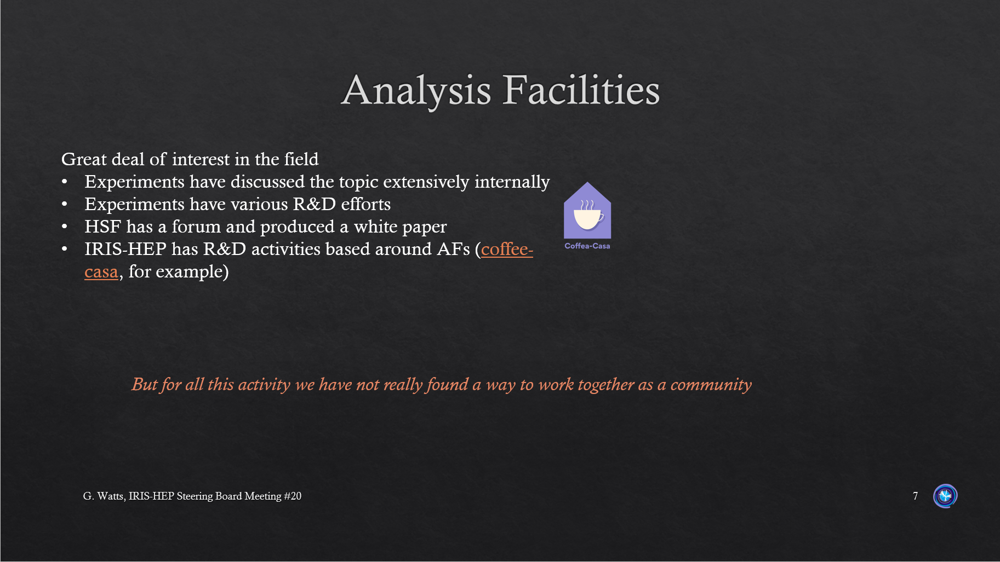 Analysis Facilities
Great deal of interest in the field
• Experiments have discussed the topic extensively internally
• Experiments have various R&D efforts
• HSF has a forum and produced a white paper
• IRIS-HEP has R&D activities based around AFs (coffee-
casa, for example)
Coffea-Casa
But for all this activity we have not really found a way to work together as a community
G. Watts, IRIS-HEP Steering Board Meeting #20
7